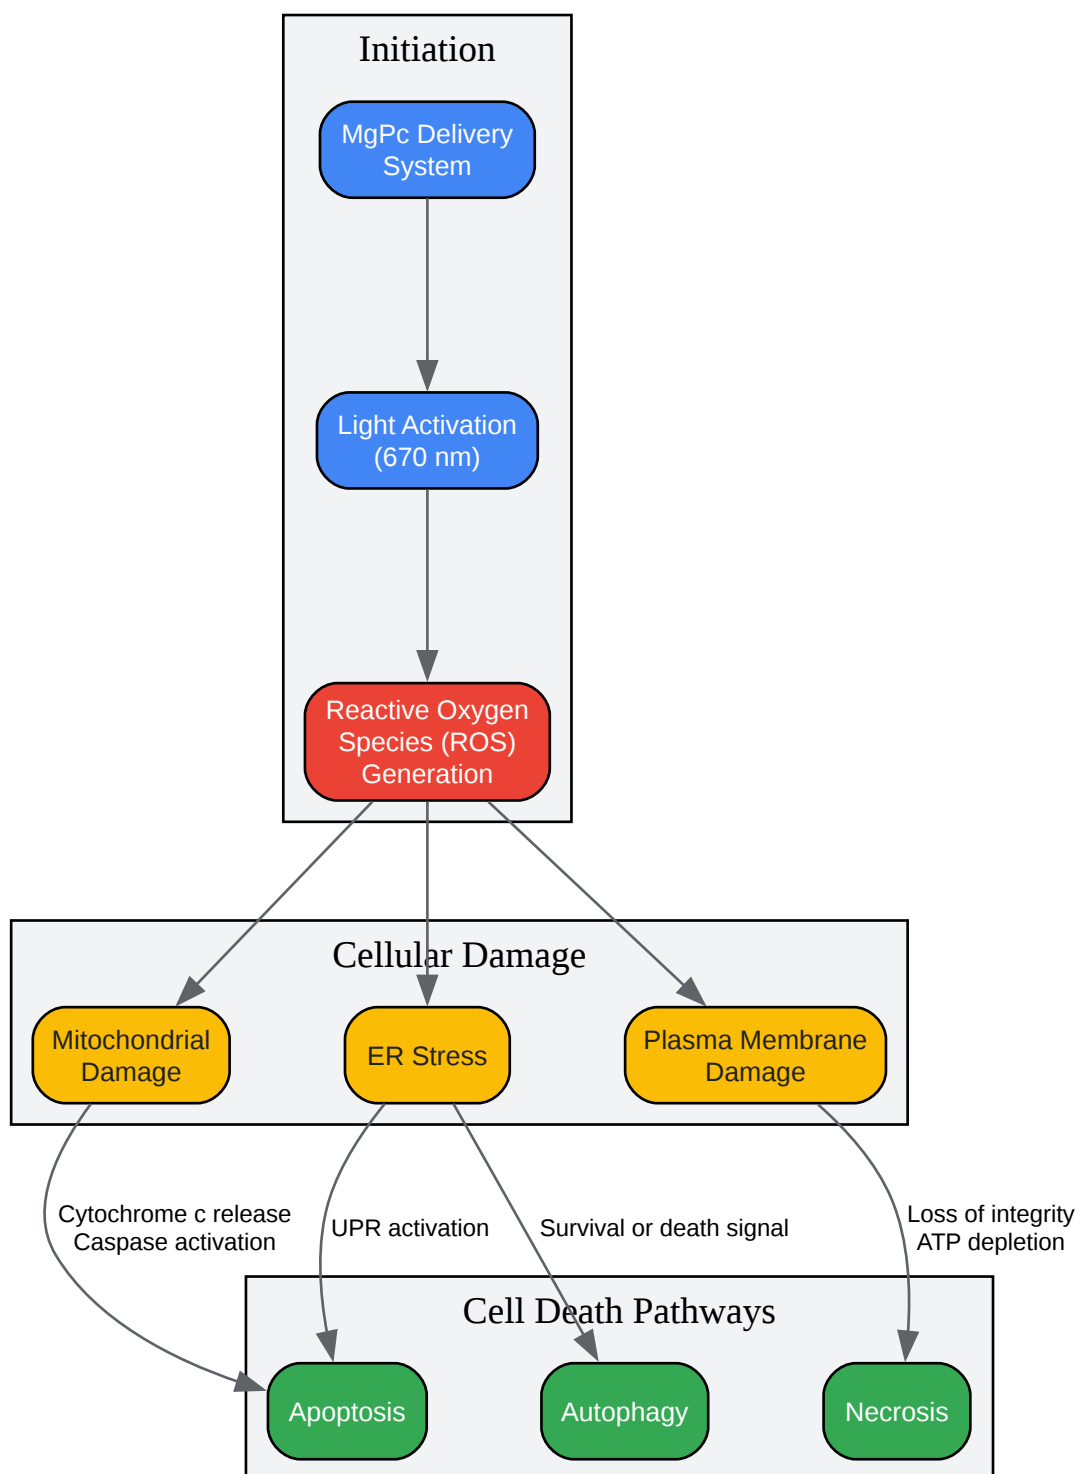 Initiation
MgPc Delivery
System
Light Activation
(670 nm)
Reactive Oxygen
Species (ROS)
Generation
Cellular Damage
Mitochondrial
Damage
ER Stress
Plasma Membrane
Damage
Cytochrome c release
Caspase activation
UPR activation
Survival or death signal
Loss of integrity
ATP depletion
Cell Death Pathways
Apoptosis
Autophagy
Necrosis